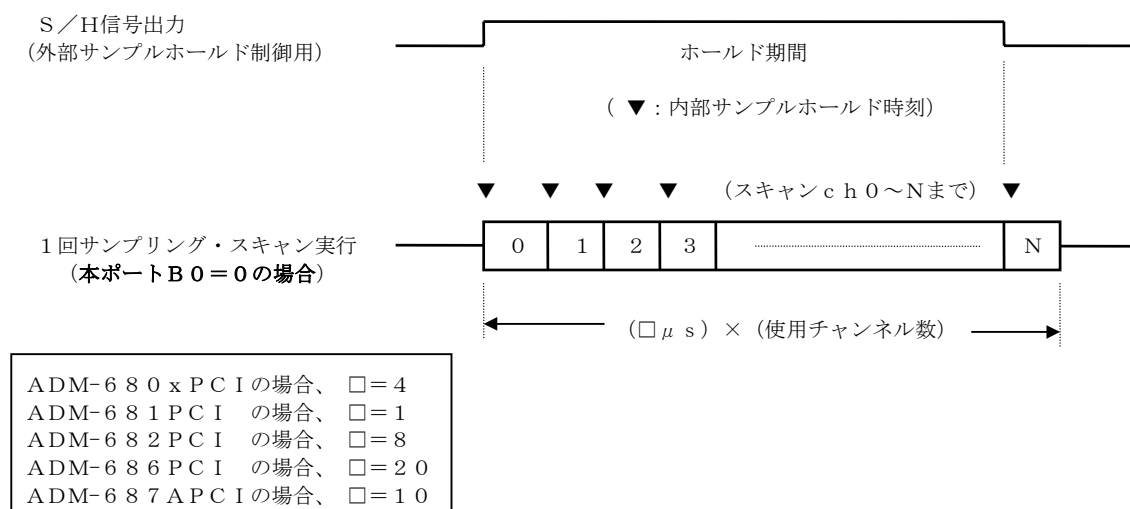 S/H信号出力
(外部サンプルホールド制御用)
ホールド期間
( ▼:内部サンプルホールド時刻)
▼ ▼ ▼ ▼ (スキャンch0~Nまで) ▼
1回サンプリング・スキャン実行
(本ポートB0=0の場合)
0 1 2 3 N
(□μs)×(使用チャンネル数)
ADM-680xPCIの場合、 □=4
ADM-681PCI の場合、 □=1
ADM-682PCI の場合、 □=8
ADM-686PCI の場合、 □=20
ADM-687APCIの場合、 □=10